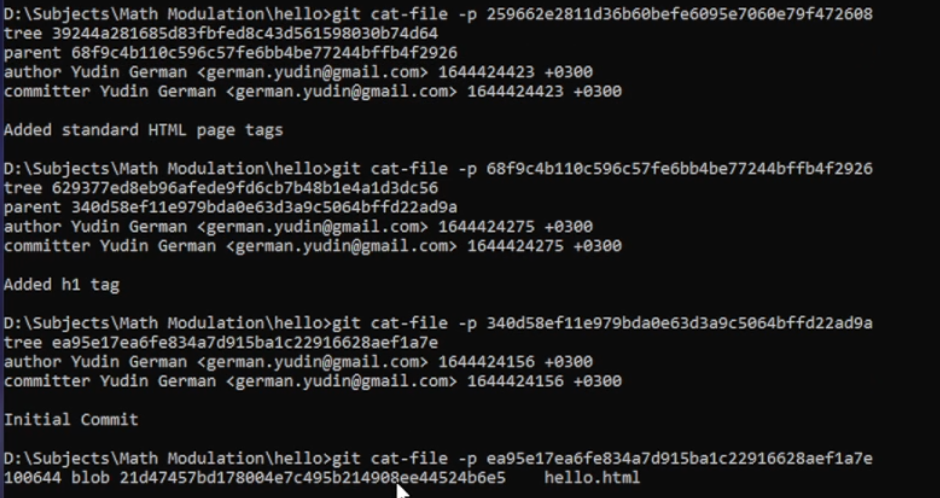 D:\Subjects\Math Modulation\hello>git cat-file -p 259662e2811d36b60befe6095e7060e79f472608
tree 39244a281685d83fbfed8c43d561598030b74d64
parent 68f9c4b110c596c57fe6bb4be77244bffb4f2926
author Yudin German <german.yudin@gmail.com> 1644424423 +0300
committer Yudin German <german.yudin@gmail.com> 1644424423 +0300
Added standard HTML page tags
D:\Subjects\Math Modulation\hello>git cat-file -p 68f9c4b110c596c57fe6bb4be77244bffb4f2926
tree 629377ed8eb96afede9fd6cb7b48b1e4a1d3dc56
parent 340d58ef11e979bda0e63d3a9c5064bffd22ad9a
author Yudin German <german.yudin@gmail.com> 1644424275 +0300
committer Yudin German <german.yudin@gmail.com> 1644424275 +0300
Added h1 tag
D:\Subjects\Math Modulation\hello>git cat-file -p 340d58ef11e979bda0e63d3a9c5064bffd22ad9a
tree ea95e17ea6fe834a7d915ba1c22916628aef1a7e
author Yudin German <german.yudin@gmail.com> 1644424156 +0300
committer Yudin German <german.yudin@gmail.com> 1644424156 +0300
Initial Commit
D:\Subjects\Math Modulation\hello>git cat-file -p ea95e17ea6fe834a7d915ba1c22916628aef1a7e
100644 blob 21d47457bd178004e7c495b214908ee44524b6e5    hello.html